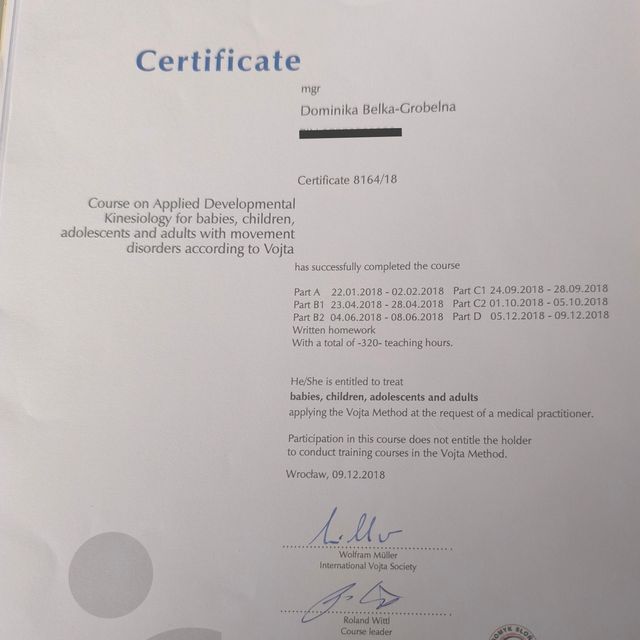 Certificate
mgr
Dominika Belka-Grobelna
Certificate 8164/18
Course on Applied Developmental
Kinesiology for babies, children,
adolescents and adults with movement
disorders according to Vojta
has successfully completed the course
Part A 22.01.2018 - 02.02.2018 Part C1 24.09.2018 - 28.09.2018
Part B1 23.04.2018 - 28.04.2018 Part C2 01.10.2018 - 05.10.2018
Part B2 04.06.2018 - 08.06.2018 Part D 05.12.2018 - 09.12.2018
Written homework
With a total of -320- teaching hours.
He/She is entitled to treat
babies, children, adolescents and adults
applying the Vojta Method at the request of a medical practitioner.
Participation in this course does not entitle the holder
to conduct training courses in the Vojta Method.
Wrocław, 09.12.2018
Wolfram Müller
International Vojta Society
Roland Wittl
Course leader